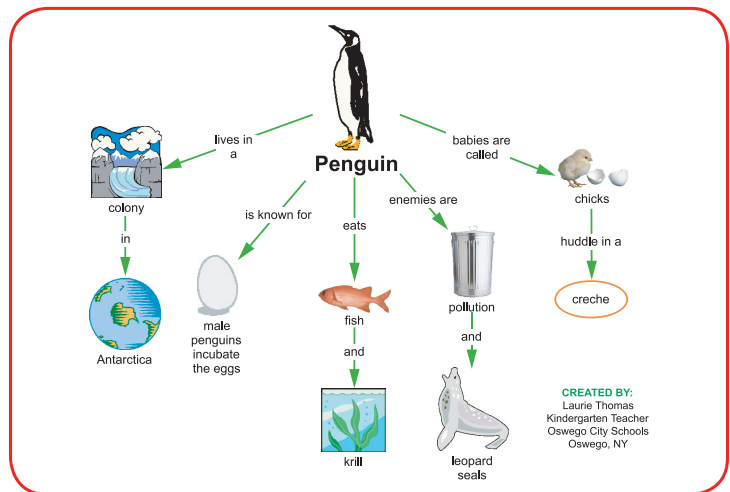 Penguin
lives in
a
colony
in
Antarctica
is known for
male
penguins
incubate
the eggs
eats
fish
and
krill
enemies are
pollution
and
leopard
seals
babies are
called
chicks
huddle in a
creche
CREATED BY:
Laurie Thomas
Kindergarten Teacher
Oswego City Schools
Oswego, NY